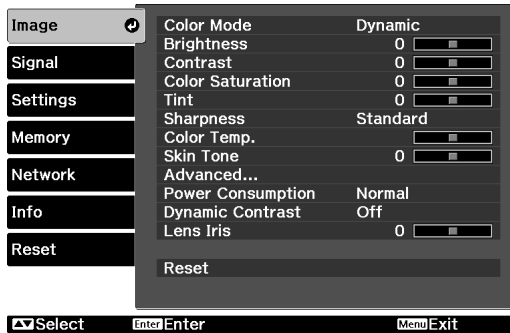 Image
Signal
Settings
Memory
Network
Info
Reset
Color Mode Dynamic
Brightness 0
Contrast 0
Color Saturation 0
Tint 0
Sharpness Standard
Color Temp.
Skin Tone 0
Advanced...
Power Consumption Normal
Dynamic Contrast Off
Lens Iris 0
Reset
Select Enter Enter Menu Exit